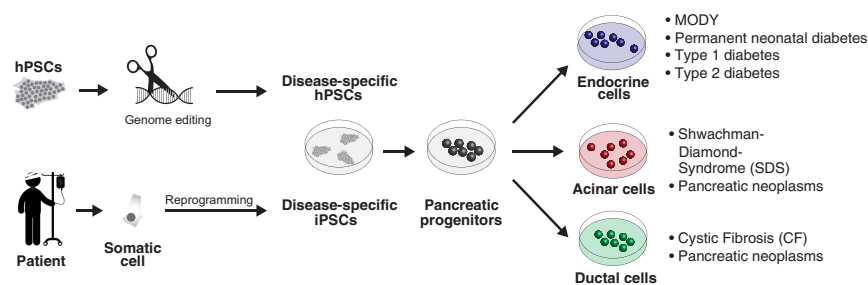 hPSCs
Genome editing
Disease-specific
hPSCs
Patient
Somatic
cell
Reprogramming
Disease-specific
iPSCs
Pancreatic
progenitors
Endocrine
cells
• MODY
• Permanent neonatal diabetes
• Type 1 diabetes
• Type 2 diabetes
Acinar cells
• Shwachman-
Diamond-
Syndrome (SDS)
• Pancreatic neoplasms
Ductal cells
• Cystic Fibrosis (CF)
• Pancreatic neoplasms